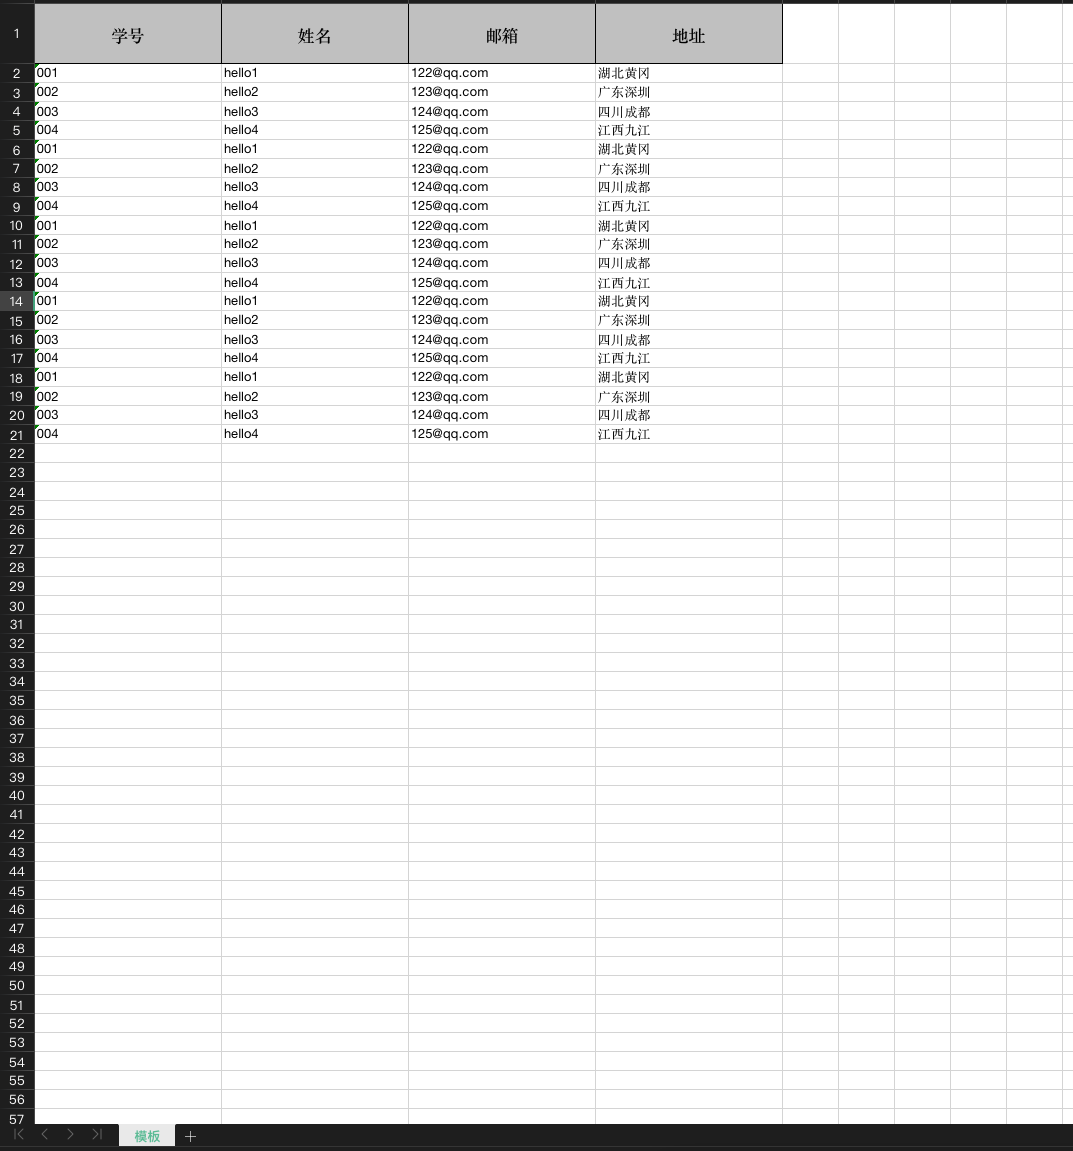 1 学号 姓名 邮箱 地址
2 001 hello1 122@qq.com 湖北黄冈
3 002 hello2 123@qq.com 广东深圳
4 003 hello3 124@qq.com 四川成都
5 004 hello4 125@qq.com 江西九江
6 001 hello1 122@qq.com 湖北黄冈
7 002 hello2 123@qq.com 广东深圳
8 003 hello3 124@qq.com 四川成都
9 004 hello4 125@qq.com 江西九江
10 001 hello1 122@qq.com 湖北黄冈
11 002 hello2 123@qq.com 广东深圳
12 003 hello3 124@qq.com 四川成都
13 004 hello4 125@qq.com 江西九江
14 001 hello1 122@qq.com 湖北黄冈
15 002 hello2 123@qq.com 广东深圳
16 003 hello3 124@qq.com 四川成都
17 004 hello4 125@qq.com 江西九江
18 001 hello1 122@qq.com 湖北黄冈
19 002 hello2 123@qq.com 广东深圳
20 003 hello3 124@qq.com 四川成都
21 004 hello4 125@qq.com 江西九江
22
23
24
25
26
27
28
29
30
31
32
33
34
35
36
37
38
39
40
41
42
43
44
45
46
47
48
49
50
51
52
53
54
55
56
57
模板